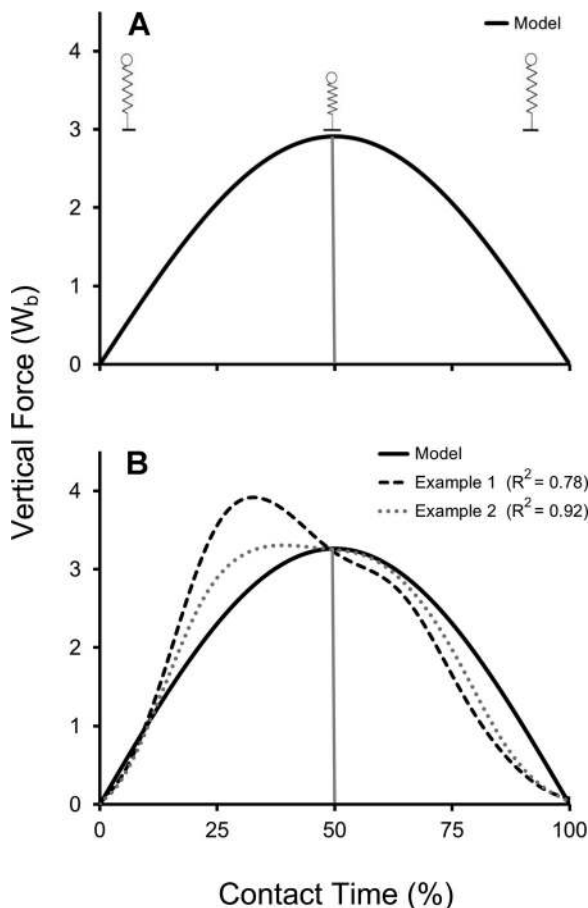 A
Model
4
3
2
1
0
Vertical Force (W_b)
B
Model
Example 1 (R² = 0.78)
Example 2 (R² = 0.92)
4
3
2
1
0
0 25 50 75 100
Contact Time (%)